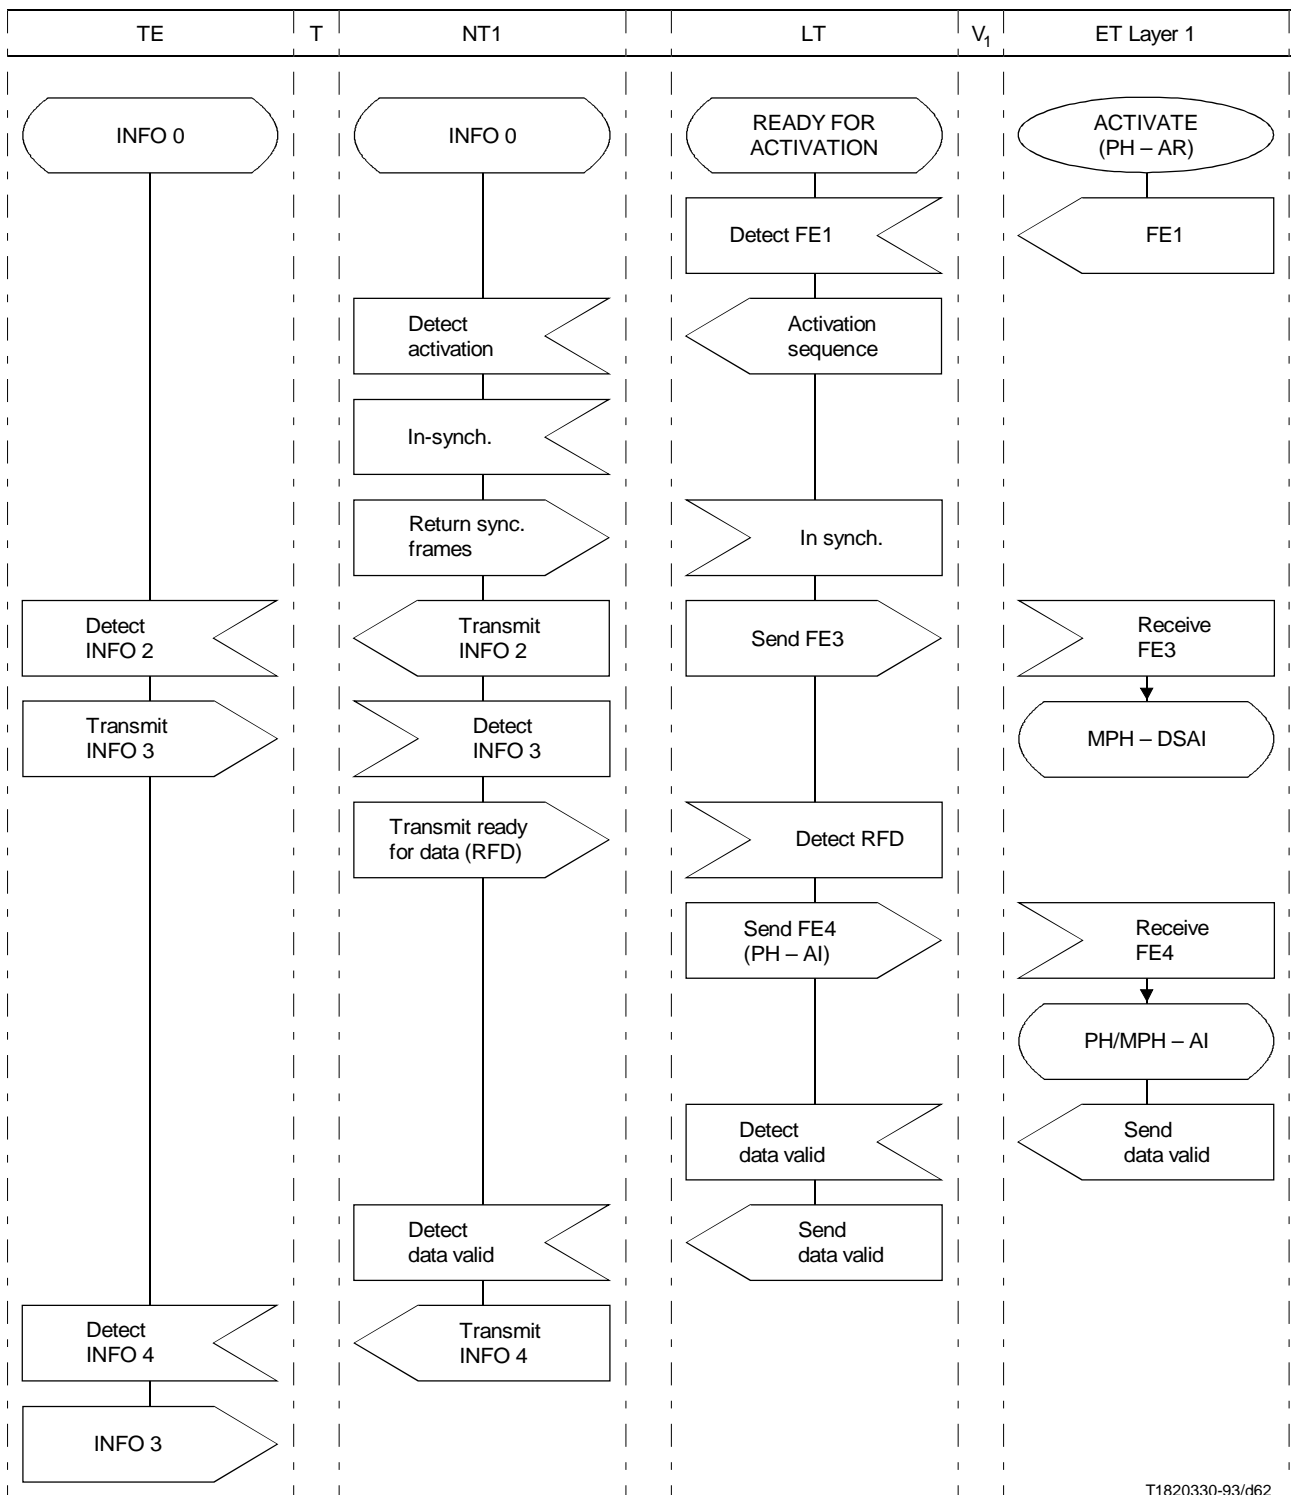 TE
T
NT1
LT
V1
ET Layer 1
INFO 0
INFO 0
READY FOR
ACTIVATION
ACTIVATE
(PH – AR)
Detect FE1
FE1
Detect
activation
Activation
sequence
In-synch.
Return sync.
frames
In synch.
Detect
INFO 2
Transmit
INFO 2
Send FE3
Receive
FE3
Transmit
INFO 3
Detect
INFO 3
MPH – DSAI
Transmit ready
for data (RFD)
Detect RFD
Send FE4
(PH – AI)
Receive
FE4
PH/MPH – AI
Detect
data valid
Send
data valid
Detect
data valid
Send
data valid
Detect
INFO 4
Transmit
INFO 4
INFO 3
T1820330-93/d62